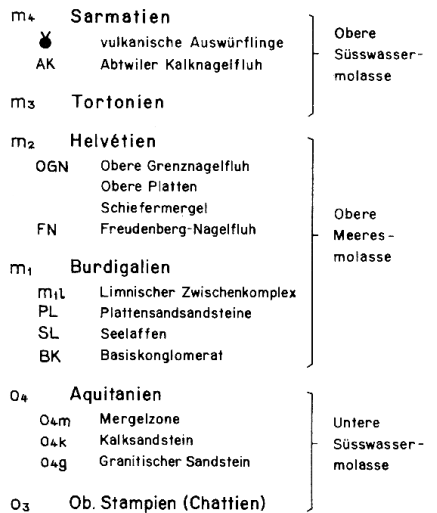 m₄ Sarmatien
vulkanische Auswürflinge
AK Abtwiler Kalknagelfluh
m₃ Tortonien
Obere
Süsswasser-
molasse
m₂ Helvétien
OGN Obere Grenznagelfluh
Obere Platten
Schiefermergel
FN Freudenberg-Nagelfluh
m₁ Burdigalien
m₁l Limnischer Zwischenkomplex
PL Plattensandsandsteine
SL Seelaffen
BK Basiskonglomerat
Obere
Meeres-
molasse
o₄ Aquitanien
o₄m Mergelzone
o₄k Kalksandstein
o₄g Granitischer Sandstein
o₃ Ob. Stampien (Chattien)
Untere
Süsswasser-
molasse